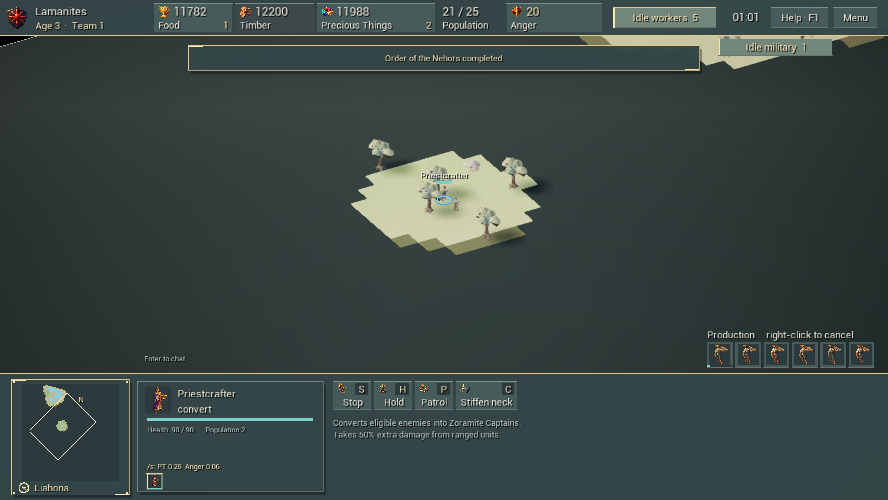 Lamanites
Age 3 · Team 1
11782
Food 1
12200
Timber
11988
Precious Things 2
21 / 25
Population
20
Anger
Idle workers 5
01:01
Help · F1
Menu
Idle military 1
Order of the Nehors completed
Priestcrafter
Production right-click to cancel
Enter to chat
N
Liahona
Priestcrafter
convert
Health 90 / 90 Population 2
/s: PT 0.25 Anger 0.06
S
Stop
H
Hold
P
Patrol
C
Stiffen neck
Converts eligible enemies into Zoramite Captains.
Takes 50% extra damage from ranged units